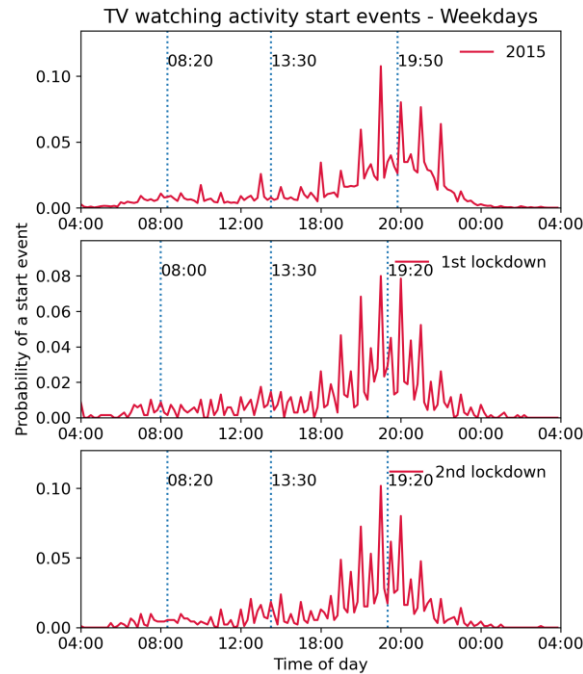 TV watching activity start events - Weekdays
08:20 13:30 19:50 2015
0.10
0.05
0.00
04:00 08:00 12:00 18:00 20:00 00:00 04:00
Probability of a start event
08:00 13:30 19:20 1st lockdown
0.08
0.06
0.04
0.02
0.00
04:00 08:00 12:00 18:00 20:00 00:00 04:00
08:20 13:30 19:20 2nd lockdown
0.10
0.05
0.00
04:00 08:00 12:00 18:00 20:00 00:00 04:00
Time of day